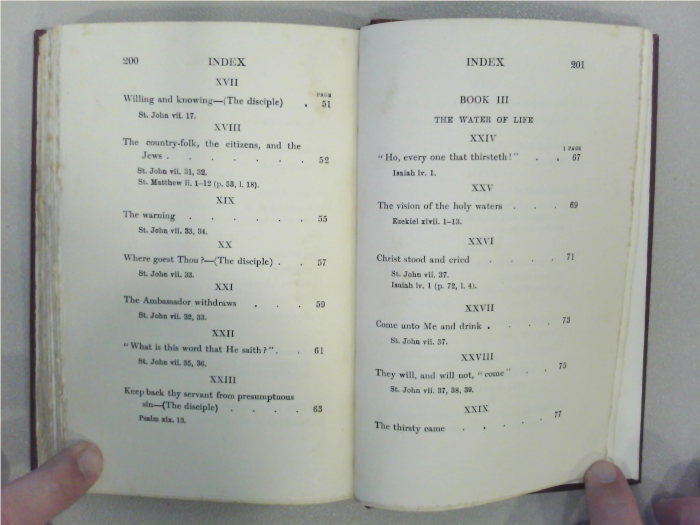 200 INDEX
XVII
PAGE
Willing and knowing—(The disciple) . 51
St. John vii. 17.
XVIII
The country-folk, the citizens, and the
Jews . . . . . . . 52
St. John vii. 31, 32.
St. Matthew ii. 1–12 (p. 53, l. 18).
XIX
The warning . . . . . . 55
St. John vii. 33, 34.
XX
Where goest Thou?—(The disciple) . . 57
St. John vii. 33.
XXI
The Ambassador withdraws . . . 59
St. John vii. 32, 33.
XXII
"What is this word that He saith?" . . 61
St. John vii. 35, 36.
XXIII
Keep back thy servant from presumptuous
sin—(The disciple) . . . . 63
Psalm xix. 13.
INDEX 201
BOOK III
THE WATER OF LIFE
XXIV
PAGE
"Ho, every one that thirsteth!" . . 67
Isaiah lv. 1.
XXV
The vision of the holy waters . . . 69
Ezekiel xlvii. 1–13.
XXVI
Christ stood and cried . . . . 71
St. John vii. 37.
Isaiah lv. 1 (p. 72, l. 4).
XXVII
Come unto Me and drink . . . . 73
St. John vii. 37.
XXVIII
They will, and will not, "come" . . 75
St. John vii. 37, 38, 39.
XXIX
The thirsty came . . . . . 77